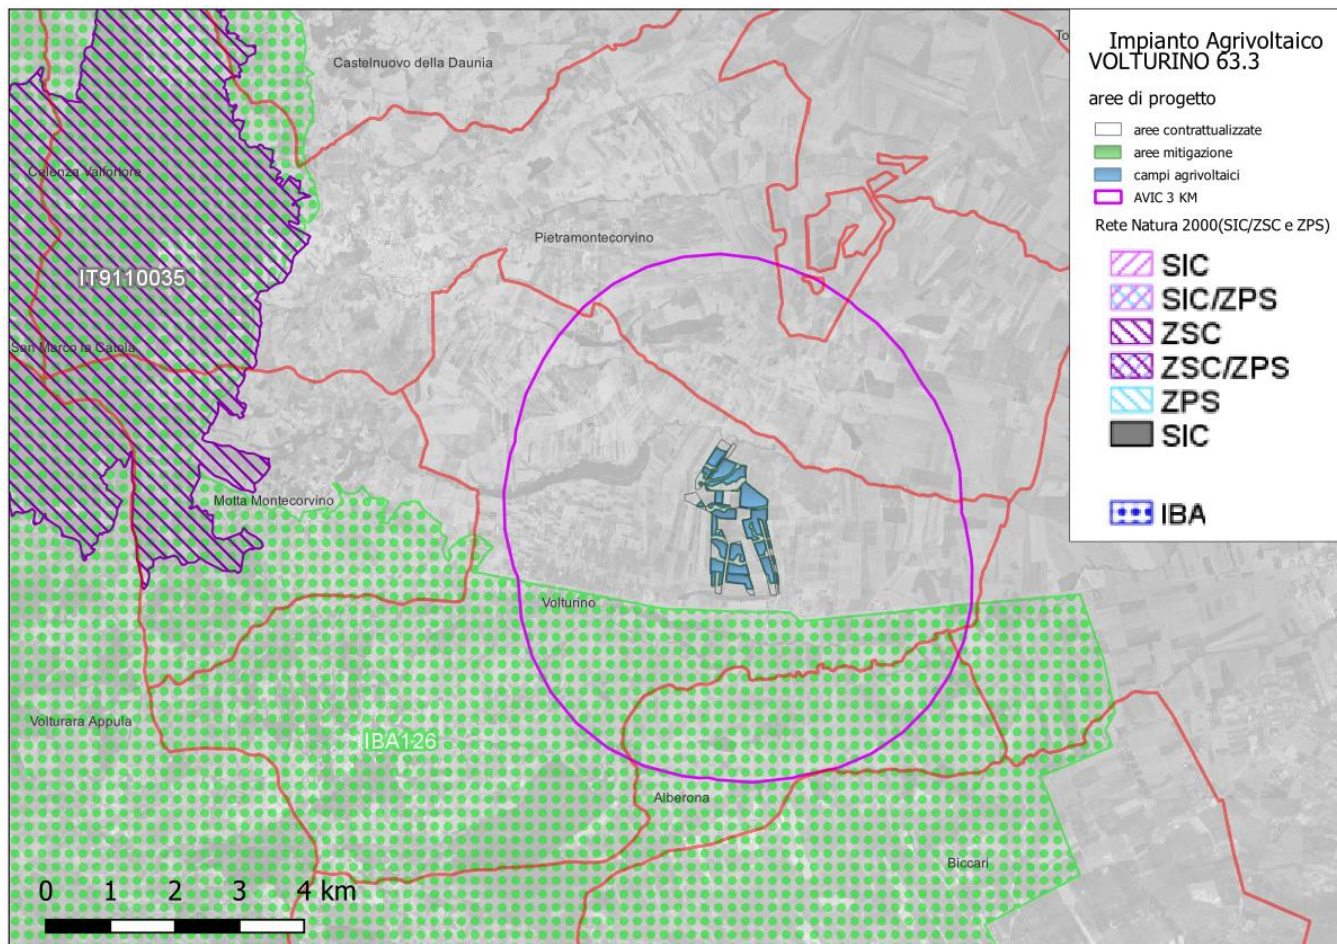 Impianto Agrivoltaico
VOLTURINO 63.3
aree di progetto
aree contrattualizzate
aree mitigazione
campi agrivoltaici
AVIC 3 KM
Rete Natura 2000(SIC/ZSC e ZPS)
SIC
SIC/ZPS
ZSC
ZSC/ZPS
ZPS
SIC
IBA
To
Castelnuovo della Daunia
Celenza Valfortore
Pietramontecorvino
IT9110035
San Marco la Catola
Motta Montecorvino
Volturino
Volturara Appula
IBA126
Alberona
Biccari
0 1 2 3 4 km